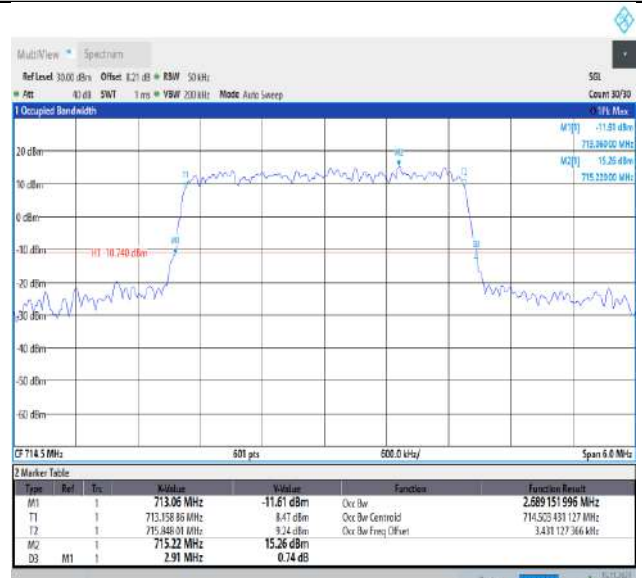 MultiView Spectrum
Ref Level 30.00 dBm Offset 8.21 dB RBW 50 kHz SGL
Att 40 dB SWT 1 ms VBW 200 kHz Mode Auto Sweep Count 30/30
1 Occupied Bandwidth 1Pk Max
M1[1] -11.61 dBm
713.06000 MHz
M2[1] 15.26 dBm
715.22000 MHz
20 dBm
M2
T1 T2
10 dBm
0 dBm
-10 dBm
H1 -10.740 dBm
-20 dBm
-30 dBm
-40 dBm
-50 dBm
-60 dBm
CF 714.5 MHz 601 pts 600.0 kHz/ Span 6.0 MHz
2 Marker Table
Type Ref Trc X-Value Y-Value Function Function Result
M1 1 713.06 MHz -11.61 dBm Occ Bw 2.689151996 MHz
T1 1 713.158 86 MHz 8.47 dBm Occ Bw Centroid 714.503 431 127 MHz
T2 1 715.848 01 MHz 9.24 dBm Occ Bw Freq Offset 3.431 127 366 kHz
M2 1 715.22 MHz 15.26 dBm
D3 M1 1 2.91 MHz 0.74 dB